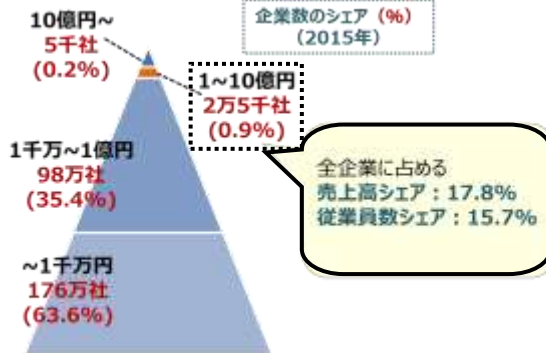 企業数のシェア（%）
（2015年）
10億円~
5千社
(0.2%)
1~10億円
2万5千社
(0.9%)
1千万~1億円
98万社
(35.4%)
全企業に占める
売上高シェア：17.8%
従業員数シェア：15.7%
~1千万円
176万社
(63.6%)